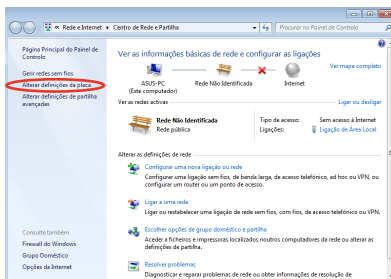 Rede e Internet ▸ Centro de Rede e Partilha
Procurar no Painel de Controlo
Página Principal do Painel de
Controlo
Gerir redes sem fios
Alterar definições da placa
Alterar definições de partilha
avançadas
Consulte também
Firewall do Windows
Grupo Doméstico
Opções da Internet
Ver as informações básicas de rede e configurar as ligações
Ver mapa completo
ASUS-PC
(Este computador)
Rede Não Identificada
Internet
Ver as redes activas
Ligar ou desligar
Rede Não Identificada
Rede pública
Tipo de acesso: Sem acesso à Internet
Ligações: Ligação de Área Local
Alterar as definições de rede
Configurar uma nova ligação ou rede
Configurar uma ligação sem fios, de banda larga, de acesso telefónico, ad hoc ou VPN, ou
configurar um router ou um ponto de acesso.
Ligar a uma rede
Ligar ou restabelecer uma ligação de rede sem fios, com fios, de acesso telefónico ou VPN.
Escolher opções de grupo doméstico e partilha
Aceder a ficheiros e impressoras localizados noutros computadores da rede ou alterar as
definições de partilha.
Resolver problemas
Diagnosticar e reparar problemas de rede ou obter informações de resolução de